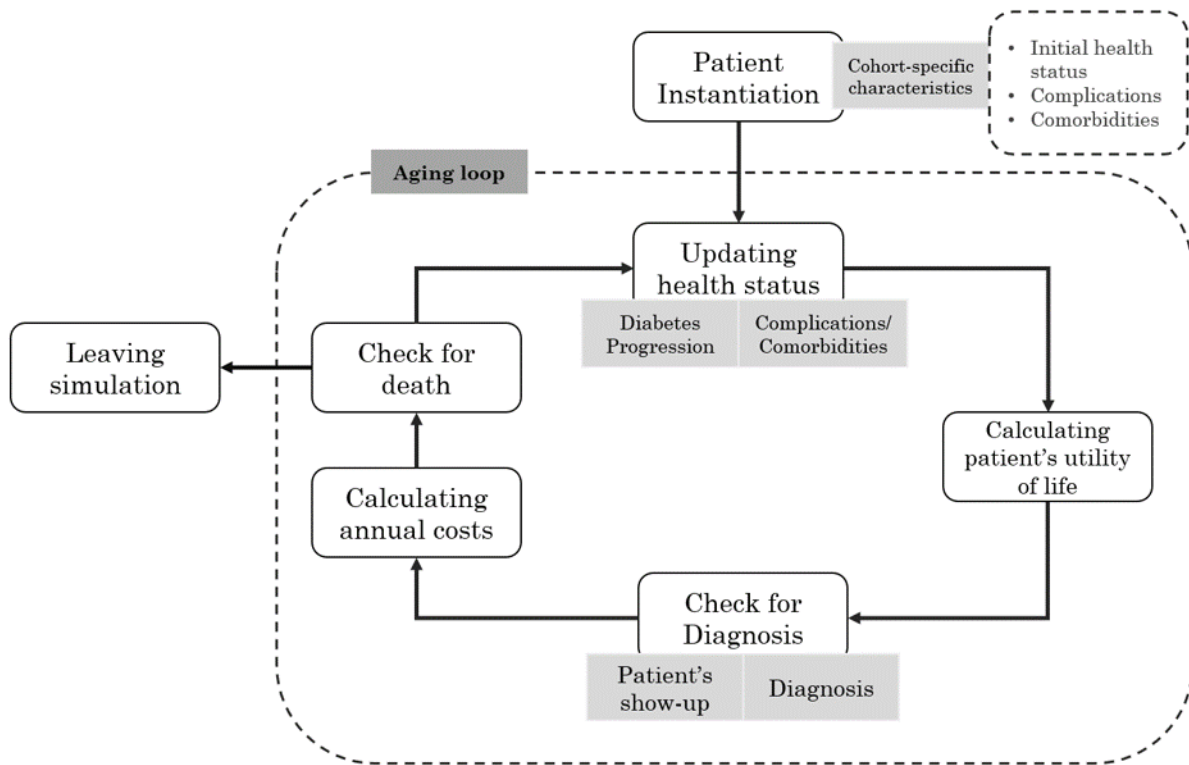 Patient
Instantiation
Cohort-specific
characteristics
• Initial health
status
• Complications
• Comorbidities
Aging loop
Updating
health status
Diabetes
Progression
Complications/
Comorbidities
Leaving
simulation
Check for
death
Calculating
patient's utility
of life
Calculating
annual costs
Check for
Diagnosis
Patient's
show-up
Diagnosis